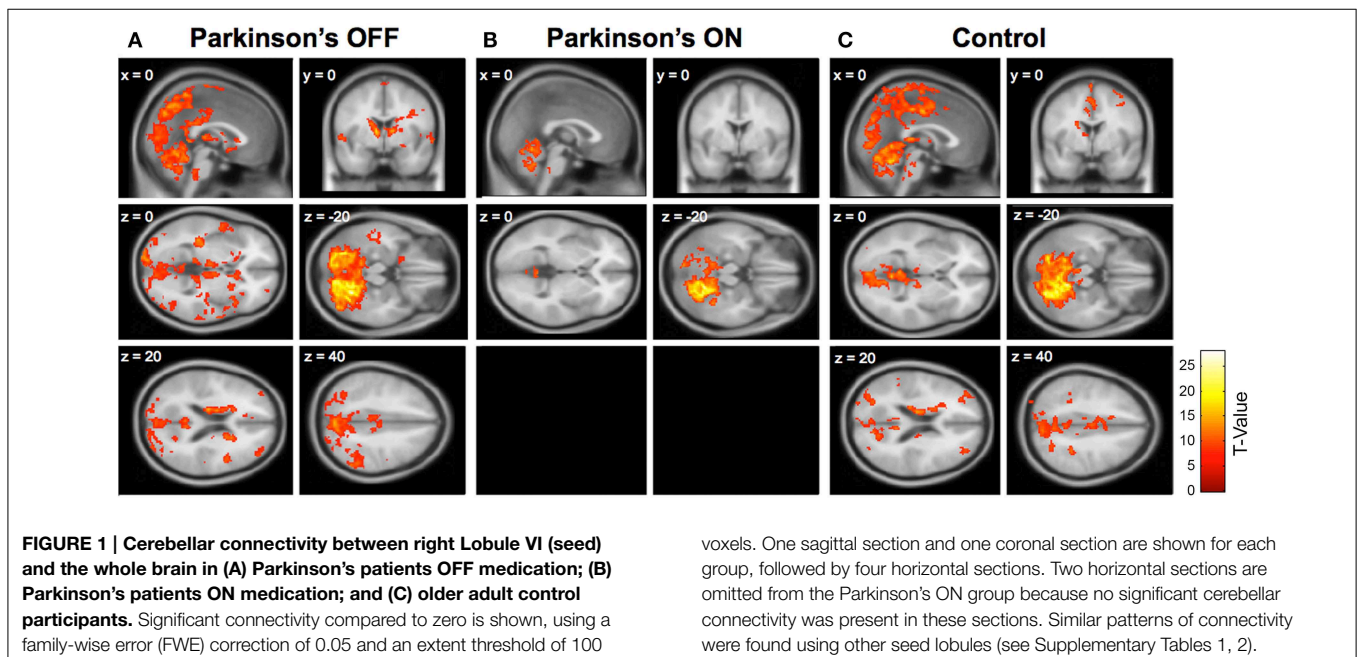 A Parkinson's OFF
B Parkinson's ON
C Control
x = 0
y = 0
x = 0
y = 0
x = 0
y = 0
z = 0
z = -20
z = 0
z = -20
z = 0
z = -20
z = 20
z = 40
z = 20
z = 40
25
20
15
10
5
0
T-Value
FIGURE 1 | Cerebellar connectivity between right Lobule VI (seed)
and the whole brain in (A) Parkinson's patients OFF medication; (B)
Parkinson's patients ON medication; and (C) older adult control
participants. Significant connectivity compared to zero is shown, using a
family-wise error (FWE) correction of 0.05 and an extent threshold of 100
voxels. One sagittal section and one coronal section are shown for each
group, followed by four horizontal sections. Two horizontal sections are
omitted from the Parkinson's ON group because no significant cerebellar
connectivity was present in these sections. Similar patterns of connectivity
were found using other seed lobules (see Supplementary Tables 1, 2).